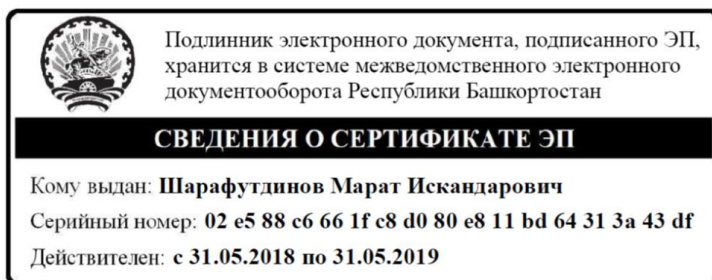 Подлинник электронного документа, подписанного ЭП,
хранится в системе межведомственного электронного
документооборота Республики Башкортостан
СВЕДЕНИЯ О СЕРТИФИКАТЕ ЭП
Кому выдан: Шарафутдинов Марат Искандарович
Серийный номер: 02 e5 88 c6 66 1f c8 d0 80 e8 11 bd 64 31 3a 43 df
Действителен: с 31.05.2018 по 31.05.2019